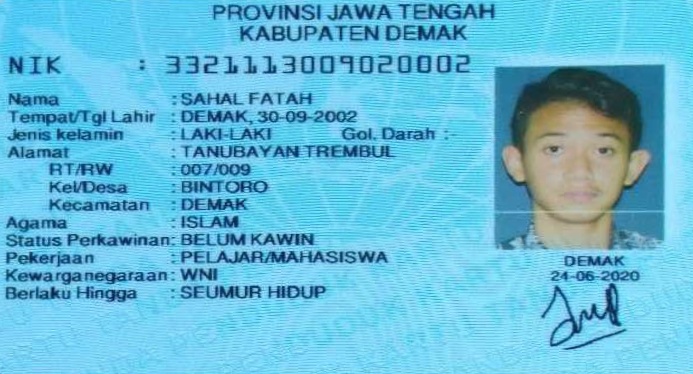 PROVINSI JAWA TENGAH
KABUPATEN DEMAK
NIK : 3321113009020002
Nama : SAHAL FATAH
Tempat/Tgl Lahir : DEMAK, 30-09-2002
Jenis kelamin : LAKI-LAKI Gol. Darah :-
Alamat : TANUBAYAN TREMBUL
RT/RW : 007/009
Kel/Desa : BINTORO
Kecamatan : DEMAK
Agama : ISLAM
Status Perkawinan: BELUM KAWIN
Pekerjaan : PELAJAR/MAHASISWA
Kewarganegaraan: WNI
Berlaku Hingga : SEUMUR HIDUP
DEMAK
24-06-2020